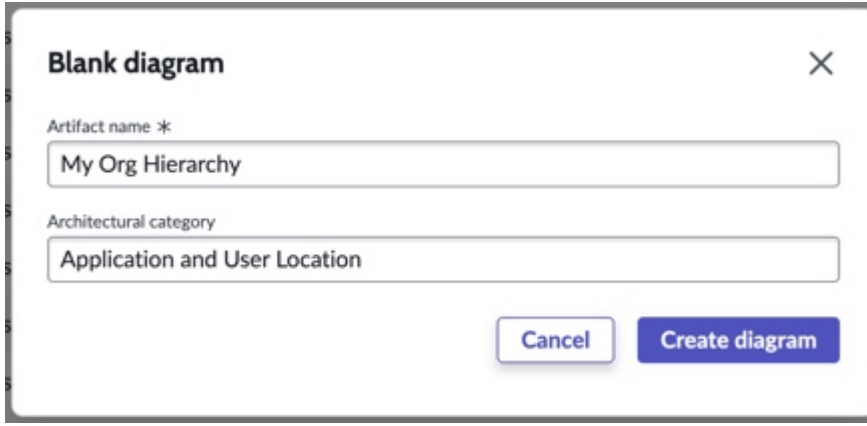 Blank diagram
Artifact name *
My Org Hierarchy
Architectural category
Application and User Location
Cancel
Create diagram